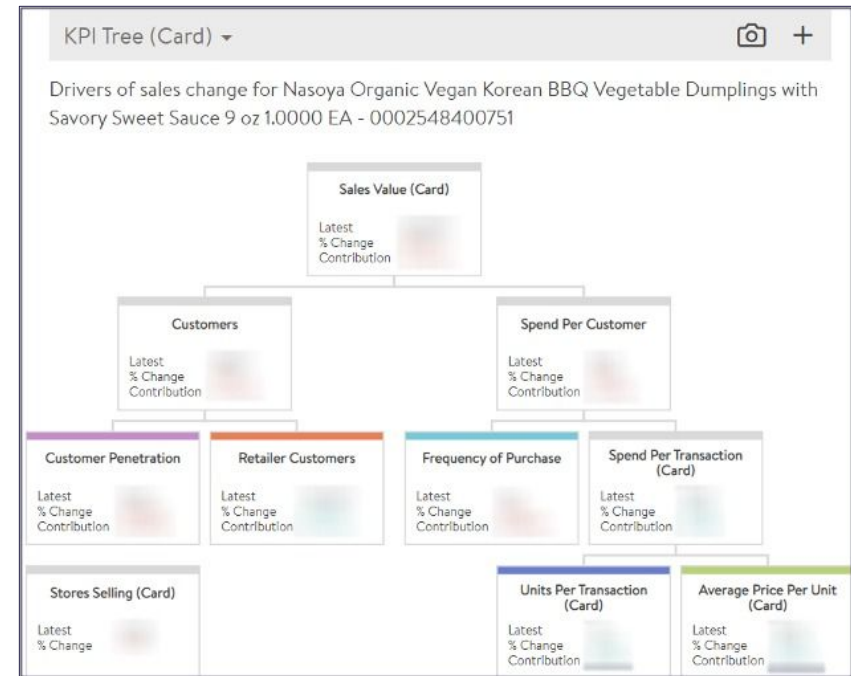 KPI Tree (Card)
Drivers of sales change for Nasoya Organic Vegan Korean BBQ Vegetable Dumplings with
Savory Sweet Sauce 9 oz 1.0000 EA - 0002548400751
Sales Value (Card)
Latest
% Change
Contribution
Customers
Latest
% Change
Contribution
Spend Per Customer
Latest
% Change
Contribution
Customer Penetration
Latest
% Change
Contribution
Retailer Customers
Latest
% Change
Contribution
Frequency of Purchase
Latest
% Change
Contribution
Spend Per Transaction
(Card)
Latest
% Change
Contribution
Stores Selling (Card)
Latest
% Change
Units Per Transaction
(Card)
Latest
% Change
Contribution
Average Price Per Unit
(Card)
Latest
% Change
Contribution